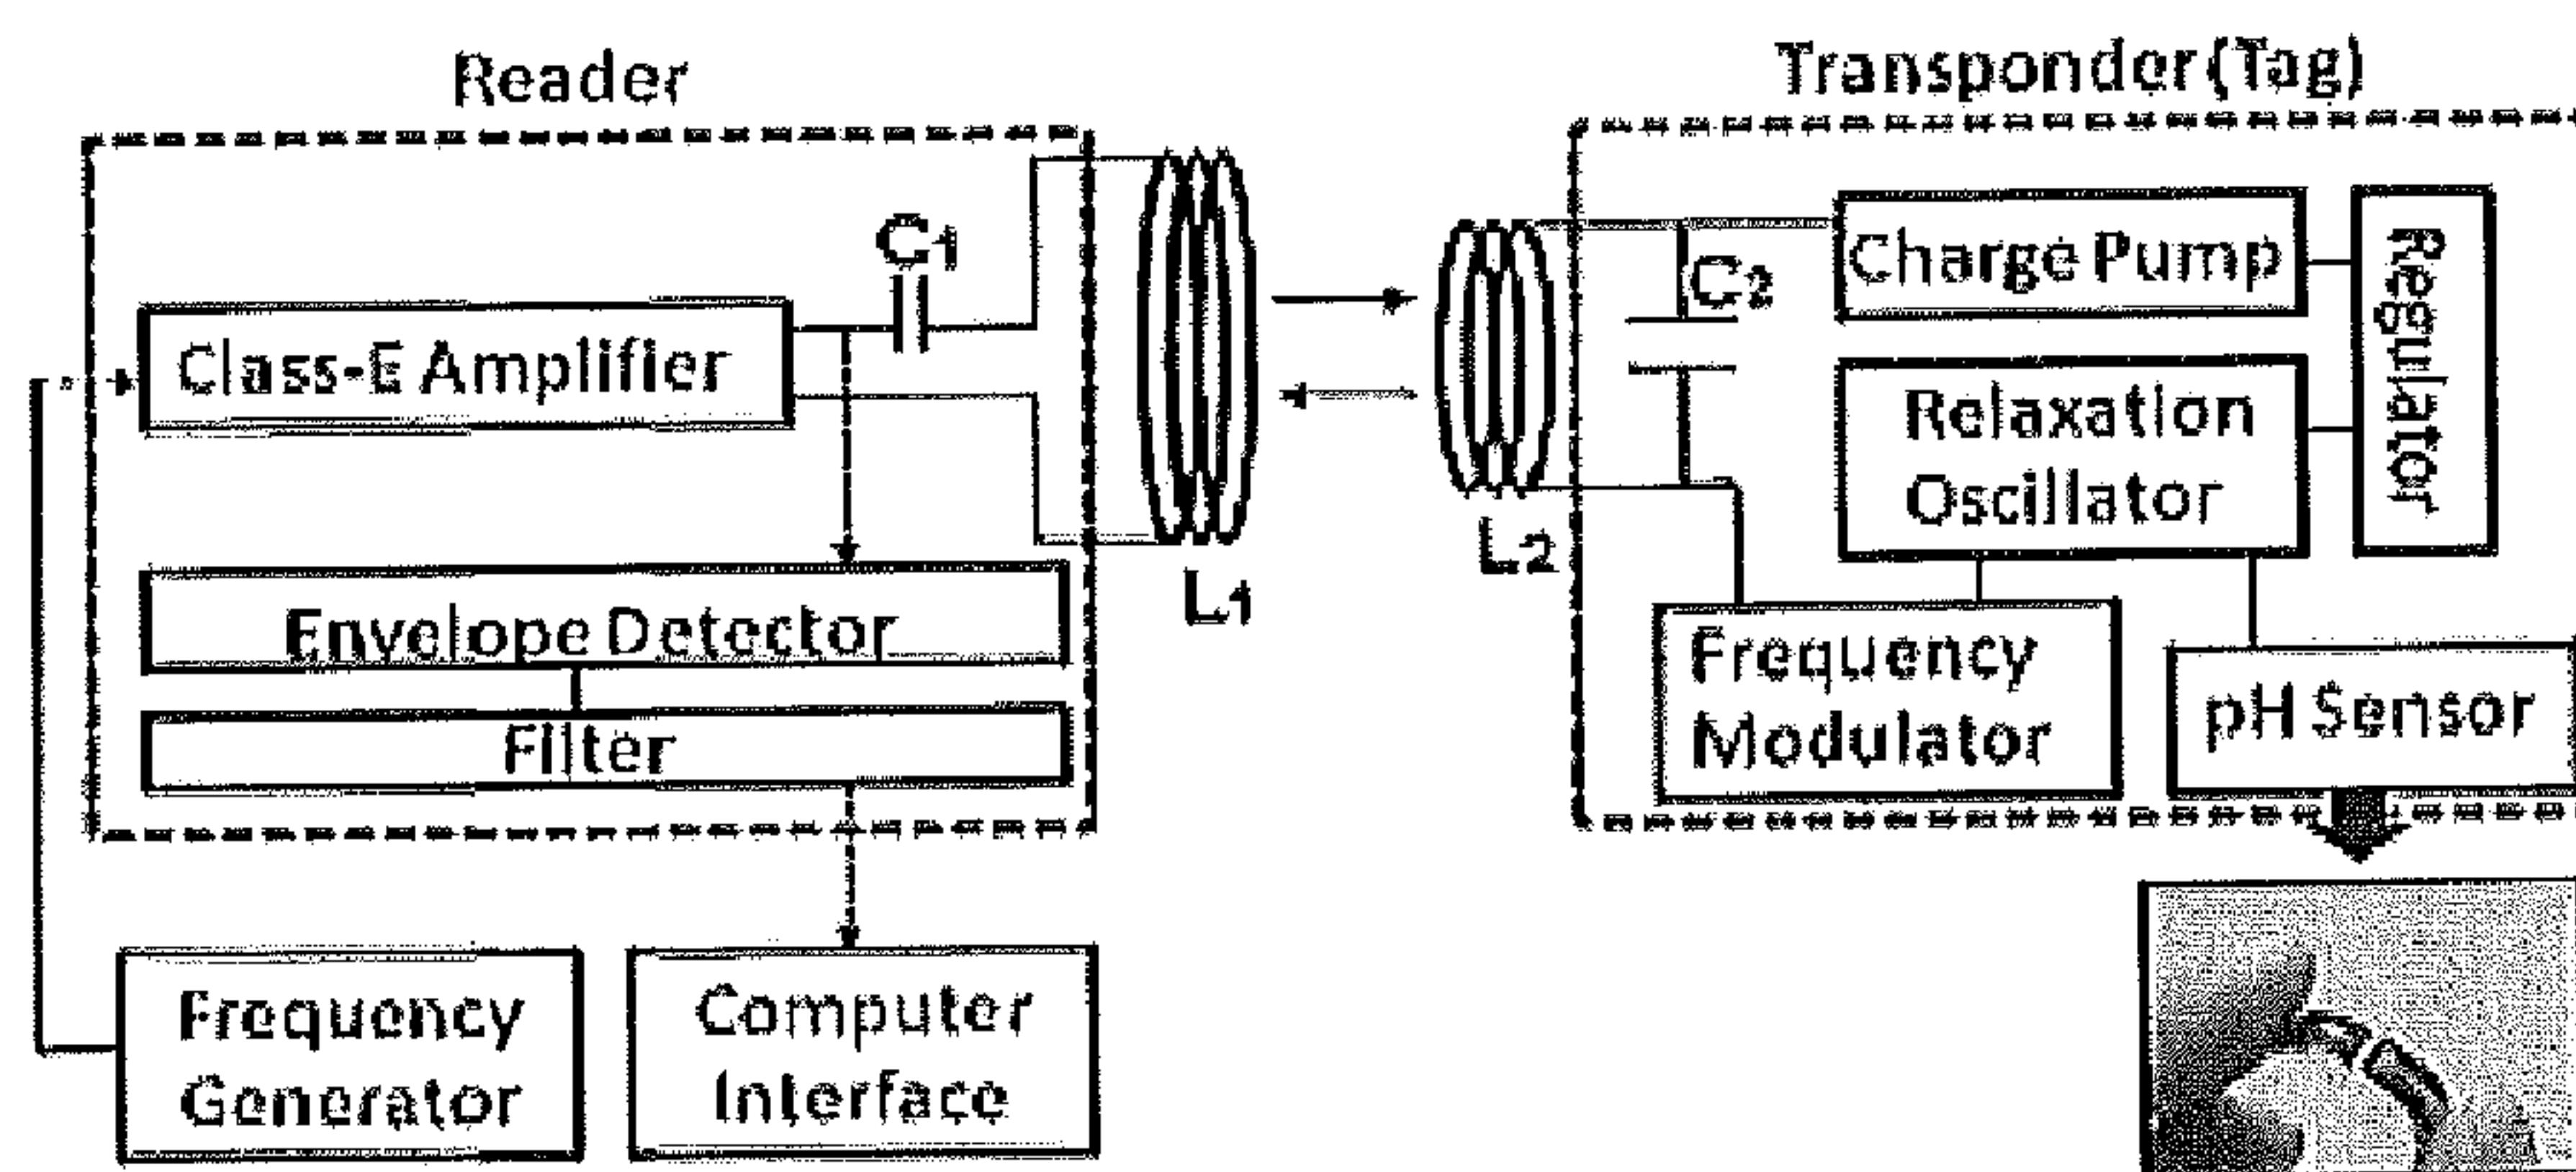 Reader
Transponder (Tag)
C1
Class-E Amplifier
Envelope Detector
Filter
L1
Frequency
Generator
Computer
Interface
L2
C2
Charge Pump
Regulator
Relaxation
Oscillator
Frequency
Modulator
pH Sensor